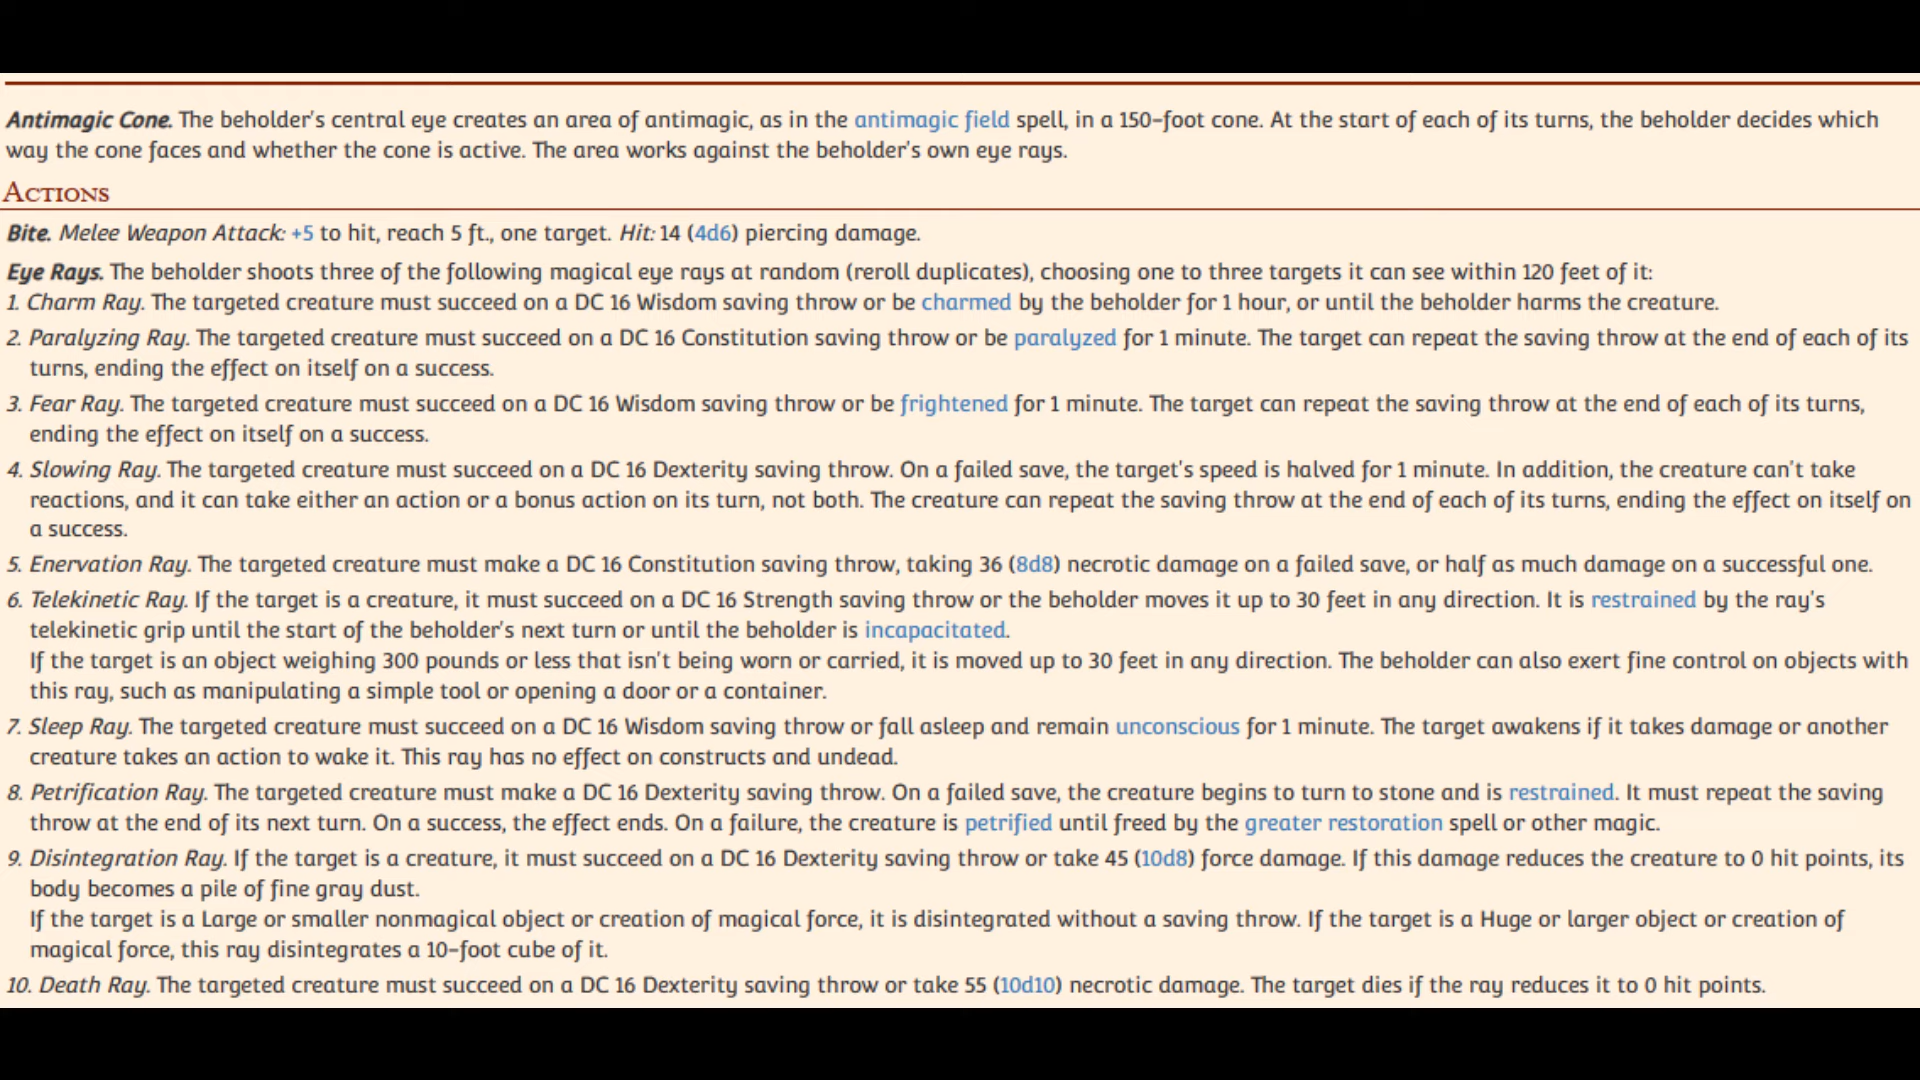 Antimagic Cone. The beholder's central eye creates an area of antimagic, as in the antimagic field spell, in a 150-foot cone. At the start of each of its turns, the beholder decides which
way the cone faces and whether the cone is active. The area works against the beholder's own eye rays.
Actions
Bite. Melee Weapon Attack: +5 to hit, reach 5 ft., one target. Hit: 14 (4d6) piercing damage.
Eye Rays. The beholder shoots three of the following magical eye rays at random (reroll duplicates), choosing one to three targets it can see within 120 feet of it:
1. Charm Ray. The targeted creature must succeed on a DC 16 Wisdom saving throw or be charmed by the beholder for 1 hour, or until the beholder harms the creature.
2. Paralyzing Ray. The targeted creature must succeed on a DC 16 Constitution saving throw or be paralyzed for 1 minute. The target can repeat the saving throw at the end of each of its
turns, ending the effect on itself on a success.
3. Fear Ray. The targeted creature must succeed on a DC 16 Wisdom saving throw or be frightened for 1 minute. The target can repeat the saving throw at the end of each of its turns,
ending the effect on itself on a success.
4. Slowing Ray. The targeted creature must succeed on a DC 16 Dexterity saving throw. On a failed save, the target's speed is halved for 1 minute. In addition, the creature can't take
reactions, and it can take either an action or a bonus action on its turn, not both. The creature can repeat the saving throw at the end of each of its turns, ending the effect on itself on
a success.
5. Enervation Ray. The targeted creature must make a DC 16 Constitution saving throw, taking 36 (8d8) necrotic damage on a failed save, or half as much damage on a successful one.
6. Telekinetic Ray. If the target is a creature, it must succeed on a DC 16 Strength saving throw or the beholder moves it up to 30 feet in any direction. It is restrained by the ray's
telekinetic grip until the start of the beholder's next turn or until the beholder is incapacitated.
If the target is an object weighing 300 pounds or less that isn't being worn or carried, it is moved up to 30 feet in any direction. The beholder can also exert fine control on objects with
this ray, such as manipulating a simple tool or opening a door or a container.
7. Sleep Ray. The targeted creature must succeed on a DC 16 Wisdom saving throw or fall asleep and remain unconscious for 1 minute. The target awakens if it takes damage or another
creature takes an action to wake it. This ray has no effect on constructs and undead.
8. Petrification Ray. The targeted creature must make a DC 16 Dexterity saving throw. On a failed save, the creature begins to turn to stone and is restrained. It must repeat the saving
throw at the end of its next turn. On a success, the effect ends. On a failure, the creature is petrified until freed by the greater restoration spell or other magic.
9. Disintegration Ray. If the target is a creature, it must succeed on a DC 16 Dexterity saving throw or take 45 (10d8) force damage. If this damage reduces the creature to 0 hit points, its
body becomes a pile of fine gray dust.
If the target is a Large or smaller nonmagical object or creation of magical force, it is disintegrated without a saving throw. If the target is a Huge or larger object or creation of
magical force, this ray disintegrates a 10-foot cube of it.
10. Death Ray. The targeted creature must succeed on a DC 16 Dexterity saving throw or take 55 (10d10) necrotic damage. The target dies if the ray reduces it to 0 hit points.